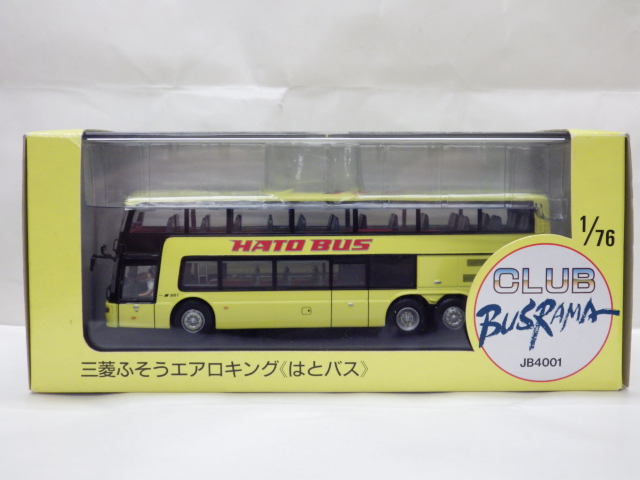 HATO BUS
1/76
CLUB
BUSRAMA
JB4001
三菱ふそうエアロキング《はとバス》